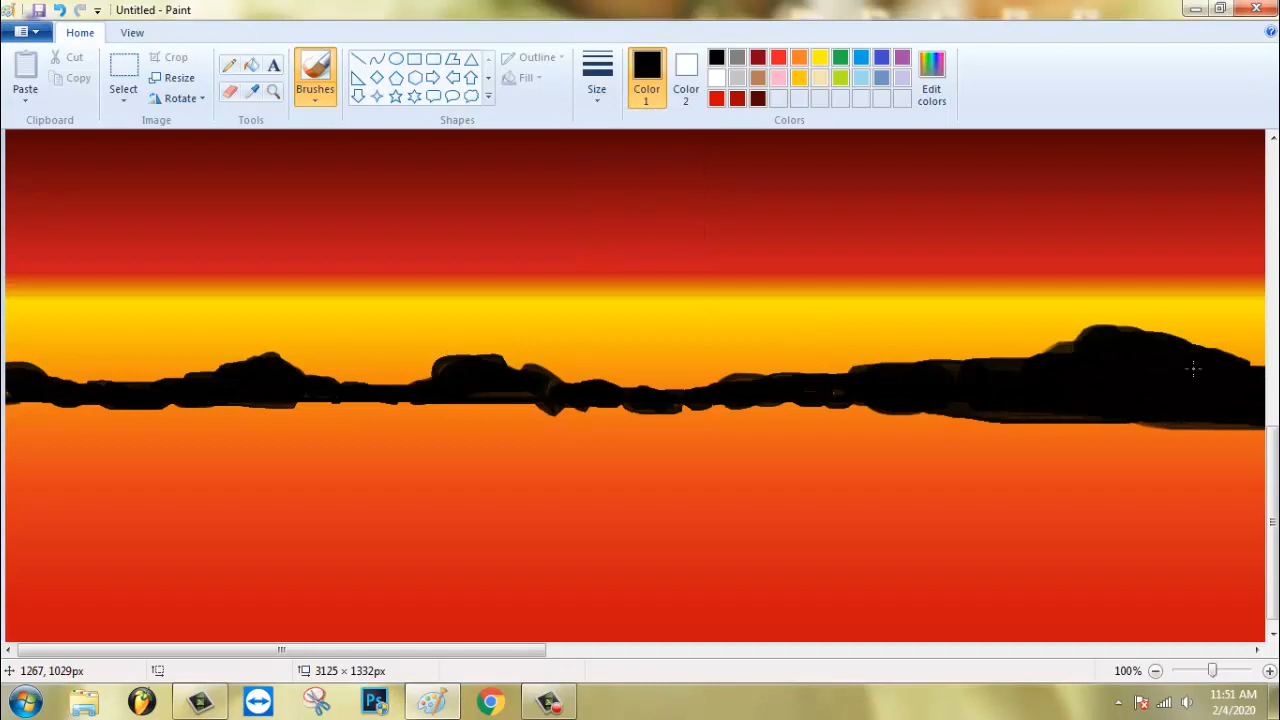 Untitled - Paint
Home
View
Paste
Cut
Copy
Clipboard
Select
Crop
Resize
Rotate
Image
A
Tools
Brushes
Outline
Fill
Shapes
Size
Color
1
Color
2
Edit
colors
Colors
1267, 1029px
3125 × 1332px
100%
Ps
11:51 AM
2/4/2020